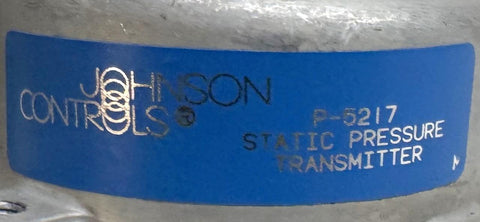 JOHNSON
CONTROLS®
P-5217
STATIC PRESSURE
TRANSMITTER